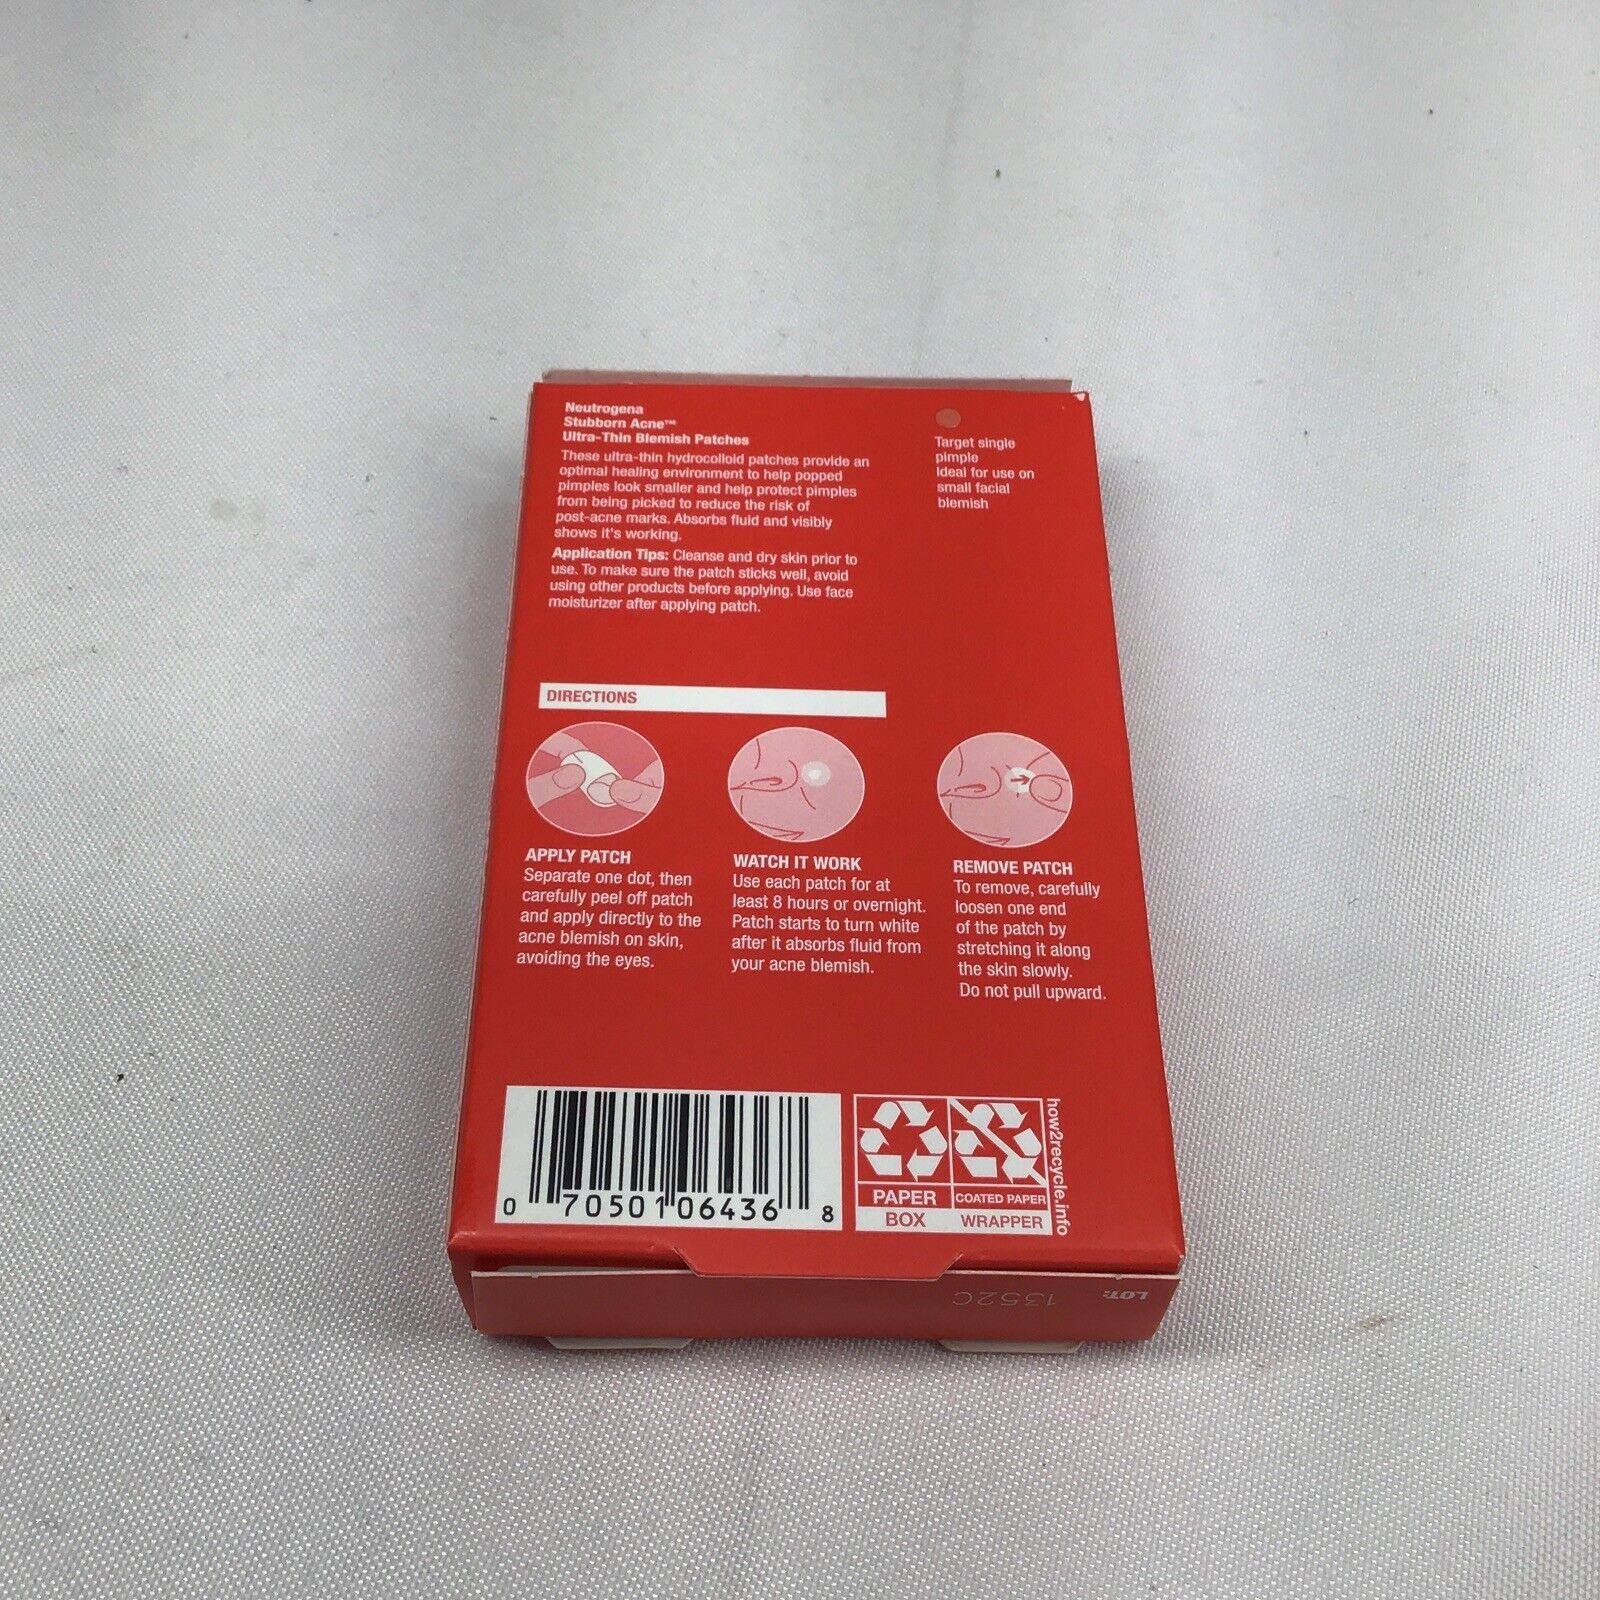 Neutrogena
Stubborn Acne™
Ultra-Thin Blemish Patches
These ultra-thin hydrocolloid patches provide an
optimal healing environment to help popped
pimples look smaller and help protect pimples
from being picked to reduce the risk of
post-acne marks. Absorbs fluid and visibly
shows it's working.
Application Tips: Cleanse and dry skin prior to
use. To make sure the patch sticks well, avoid
using other products before applying. Use face
moisturizer after applying patch.
Target single
pimple
Ideal for use on
small facial
blemish
DIRECTIONS
APPLY PATCH
Separate one dot, then
carefully peel off patch
and apply directly to the
acne blemish on skin,
avoiding the eyes.
WATCH IT WORK
Use each patch for at
least 8 hours or overnight.
Patch starts to turn white
after it absorbs fluid from
your acne blemish.
REMOVE PATCH
To remove, carefully
loosen one end
of the patch by
stretching it along
the skin slowly.
Do not pull upward.
0 70501 06436 8
PAPER
BOX
COATED PAPER
WRAPPER
how2recycle.info
LOT: 1352C